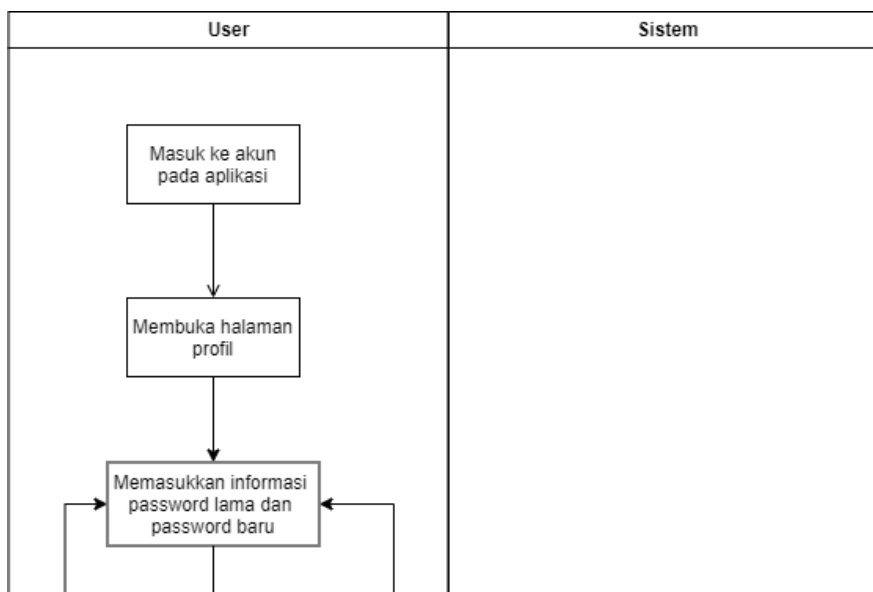 User
Sistem
Masuk ke akun
pada aplikasi
Membuka halaman
profil
Memasukkan informasi
password lama dan
password baru